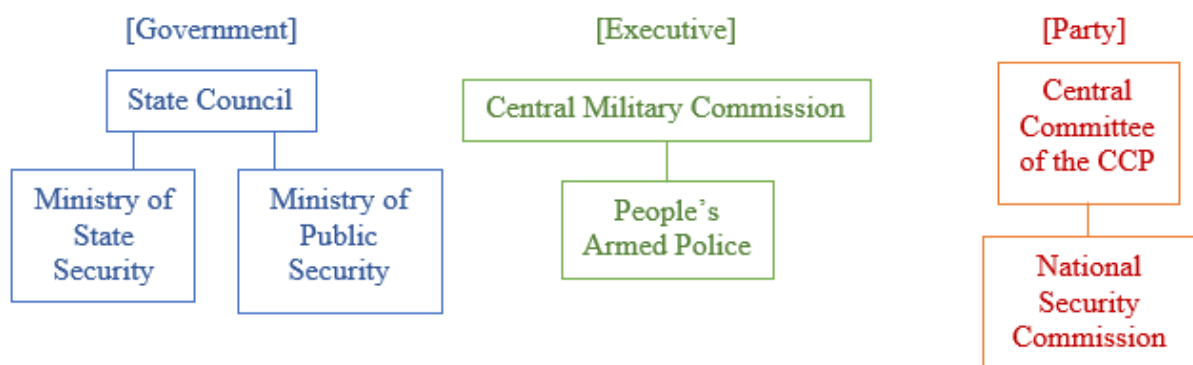 [Government]
[Executive]
[Party]
State Council
Central Military Commission
Central
Committee
of the CCP
Ministry of
State
Security
Ministry of
Public
Security
People’s
Armed Police
National
Security
Commission